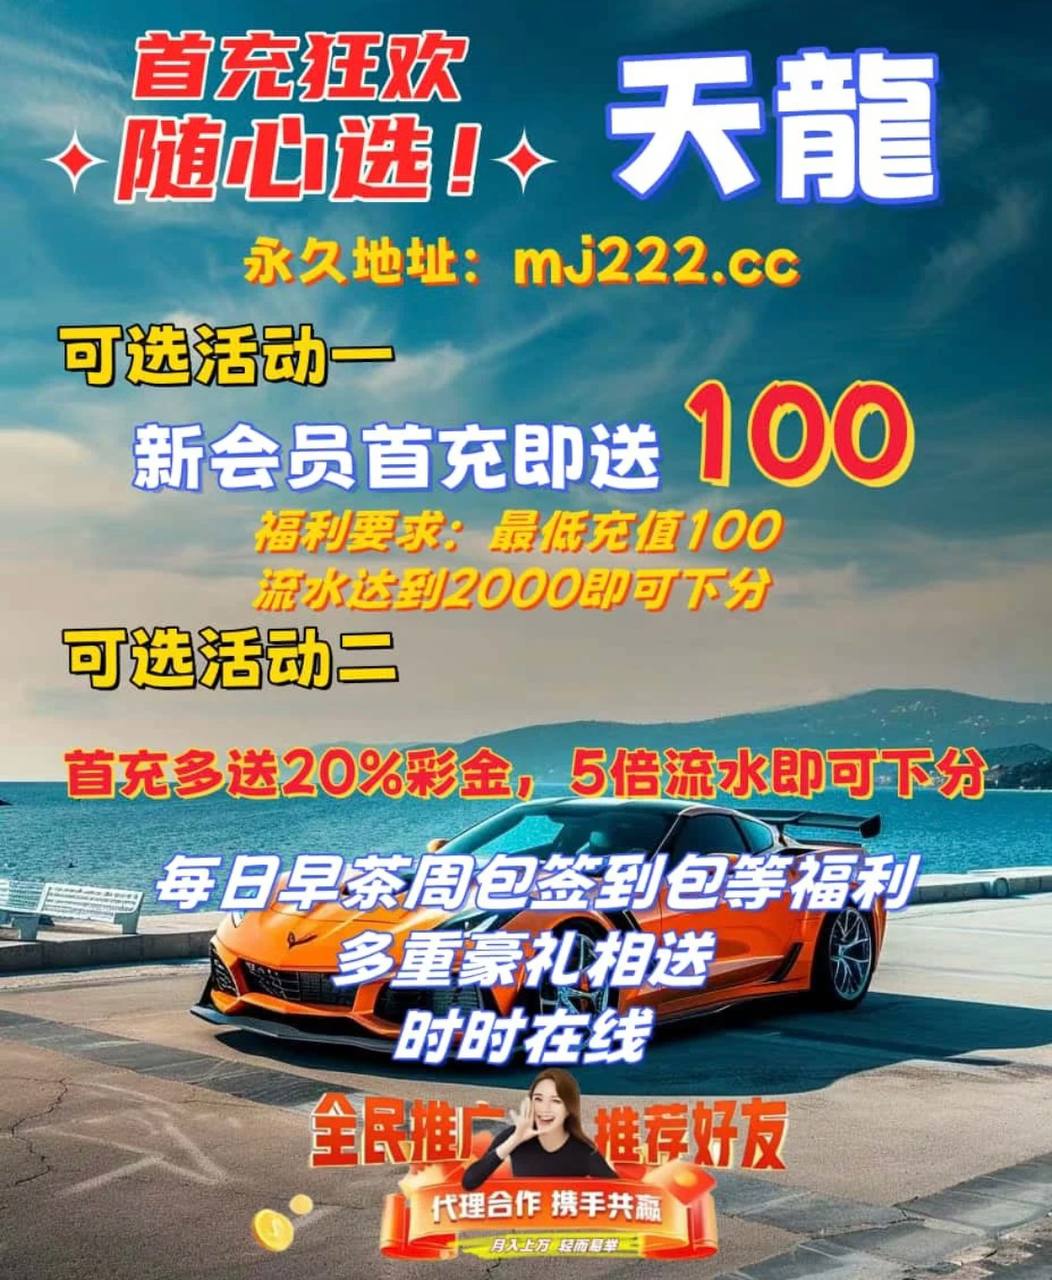 首充狂欢
随心选！
天龍
永久地址：mj222.cc
可选活动一
新会员首充即送100
福利要求：最低充值100
流水达到2000即可下分
可选活动二
首充多送20%彩金，5倍流水即可下分
每日早茶周包签到包等福利
多重豪礼相送
时时在线
全民推广 推荐好友
代理合作 携手共赢
月入上万 轻而易举